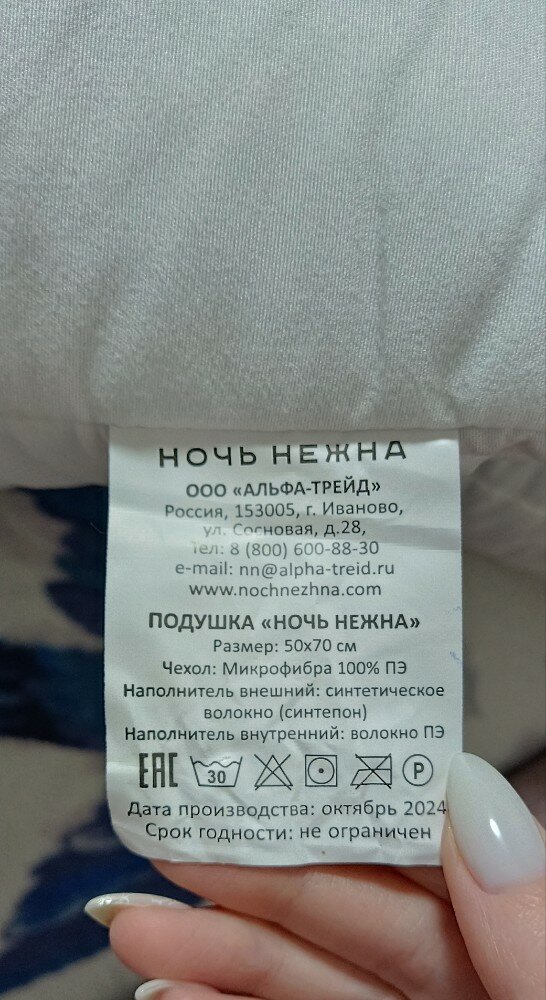 НОЧЬ НЕЖНА
ООО «АЛЬФА-ТРЕЙД»
Россия, 153005, г. Иваново,
ул. Сосновая, д.28,
Тел: 8 (800) 600-88-30
e-mail: nn@alpha-treid.ru
www.nochnezhna.com
ПОДУШКА «НОЧЬ НЕЖНА»
Размер: 50х70 см
Чехол: Микрофибра 100% ПЭ
Наполнитель внешний: синтетическое
волокно (синтепон)
Наполнитель внутренний: волокно ПЭ
EAC 30 P
Дата производства: октябрь 2024
Срок годности: не ограничен